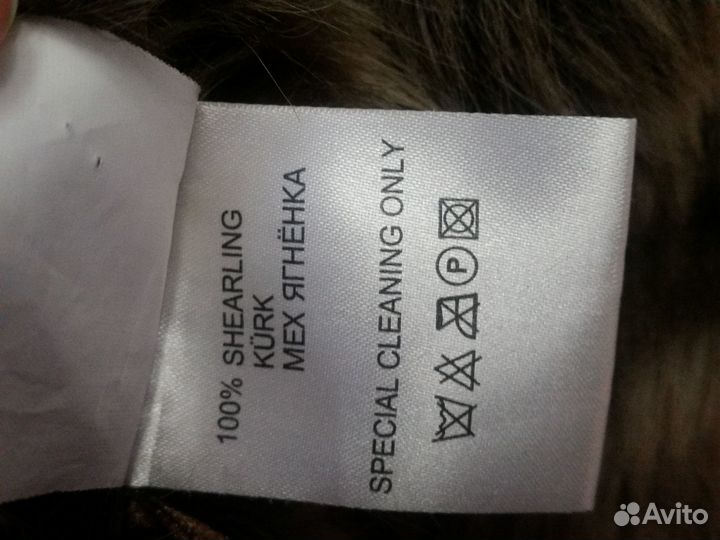 100% SHEARLING
KÜRK
МЕХ ЯГНЁНКА
SPECIAL CLEANING ONLY
P
Avito